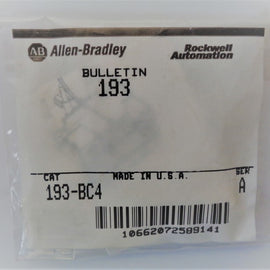 AB Allen-Bradley
Rockwell
Automation
BULLETIN
193
CAT MADE IN U.S.A. SER
193-BC4 A
10662072589141